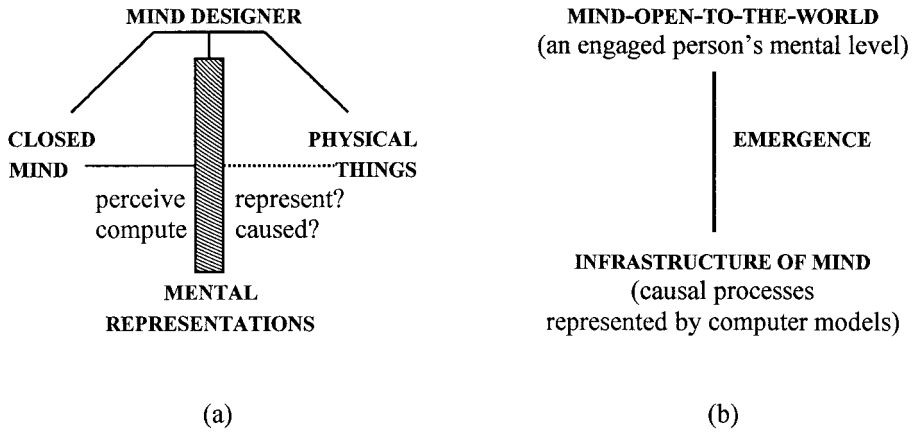 MIND DESIGNER
CLOSED
MIND
PHYSICAL
THINGS
perceive
compute
represent?
caused?
MENTAL
REPRESENTATIONS
(a)
MIND-OPEN-TO-THE-WORLD
(an engaged person's mental level)
EMERGENCE
INFRASTRUCTURE OF MIND
(causal processes
represented by computer models)
(b)